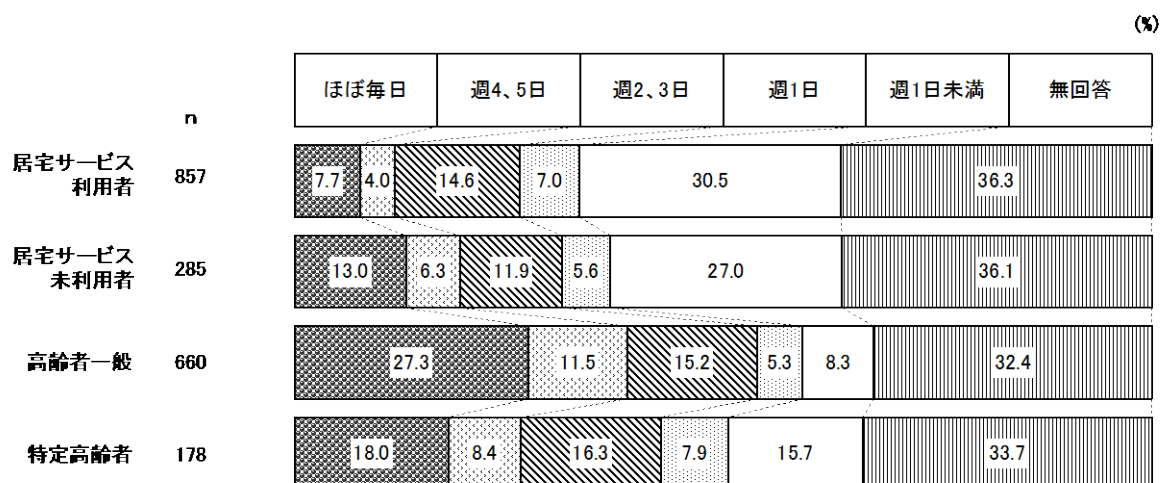 (%)
ほぼ毎日 週4、5日 週2、3日 週1日 週1日未満 無回答
n
居宅サービス
利用者 857 7.7 4.0 14.6 7.0 30.5 36.3
居宅サービス
未利用者 285 13.0 6.3 11.9 5.6 27.0 36.1
高齢者一般 660 27.3 11.5 15.2 5.3 8.3 32.4
特定高齢者 178 18.0 8.4 16.3 7.9 15.7 33.7